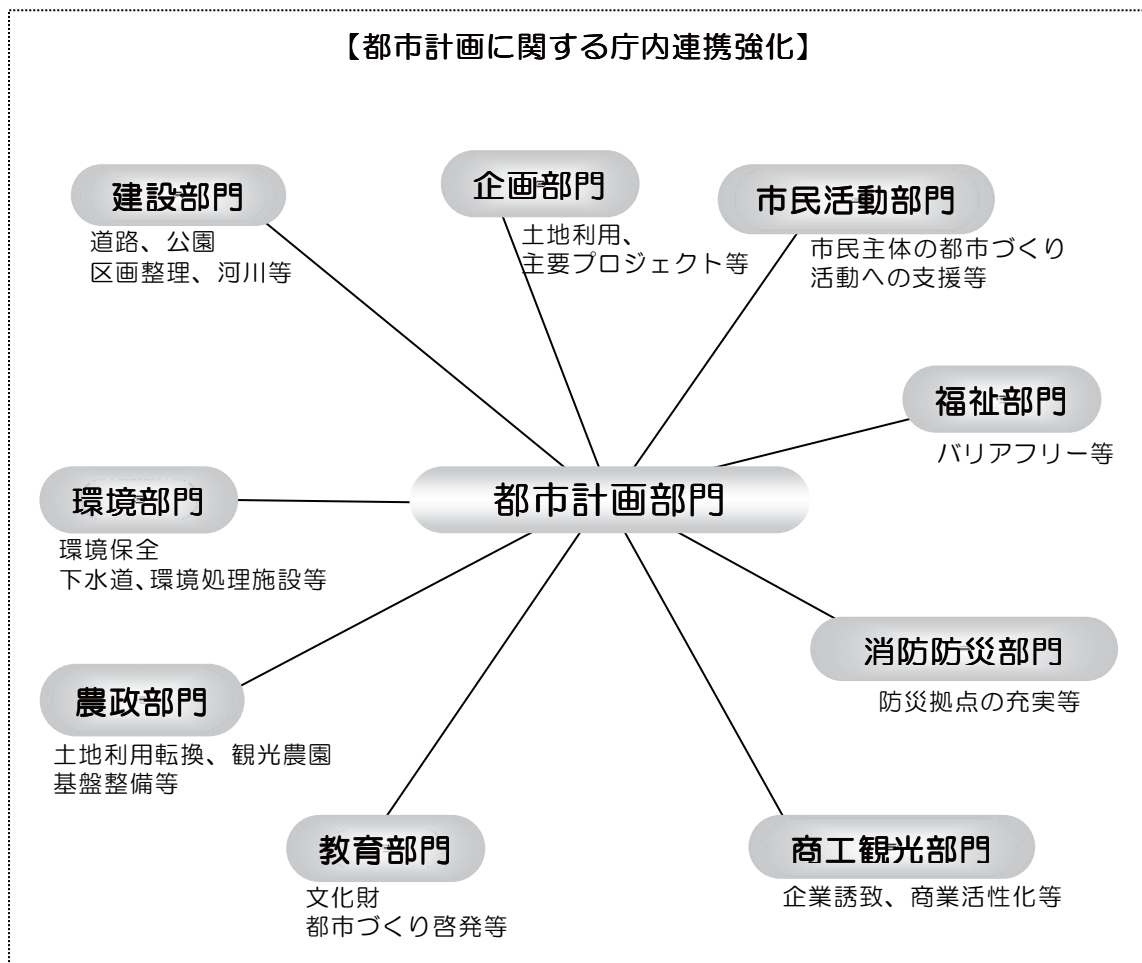 【都市計画に関する庁内連携強化】
建設部門
道路、公園
区画整理、河川等
企画部門
土地利用、
主要プロジェクト等
市民活動部門
市民主体の都市づくり
活動への支援等
福祉部門
バリアフリー等
環境部門
環境保全
下水道、環境処理施設等
都市計画部門
消防防災部門
防災拠点の充実等
農政部門
土地利用転換、観光農園
基盤整備等
教育部門
文化財
都市づくり啓発等
商工観光部門
企業誘致、商業活性化等